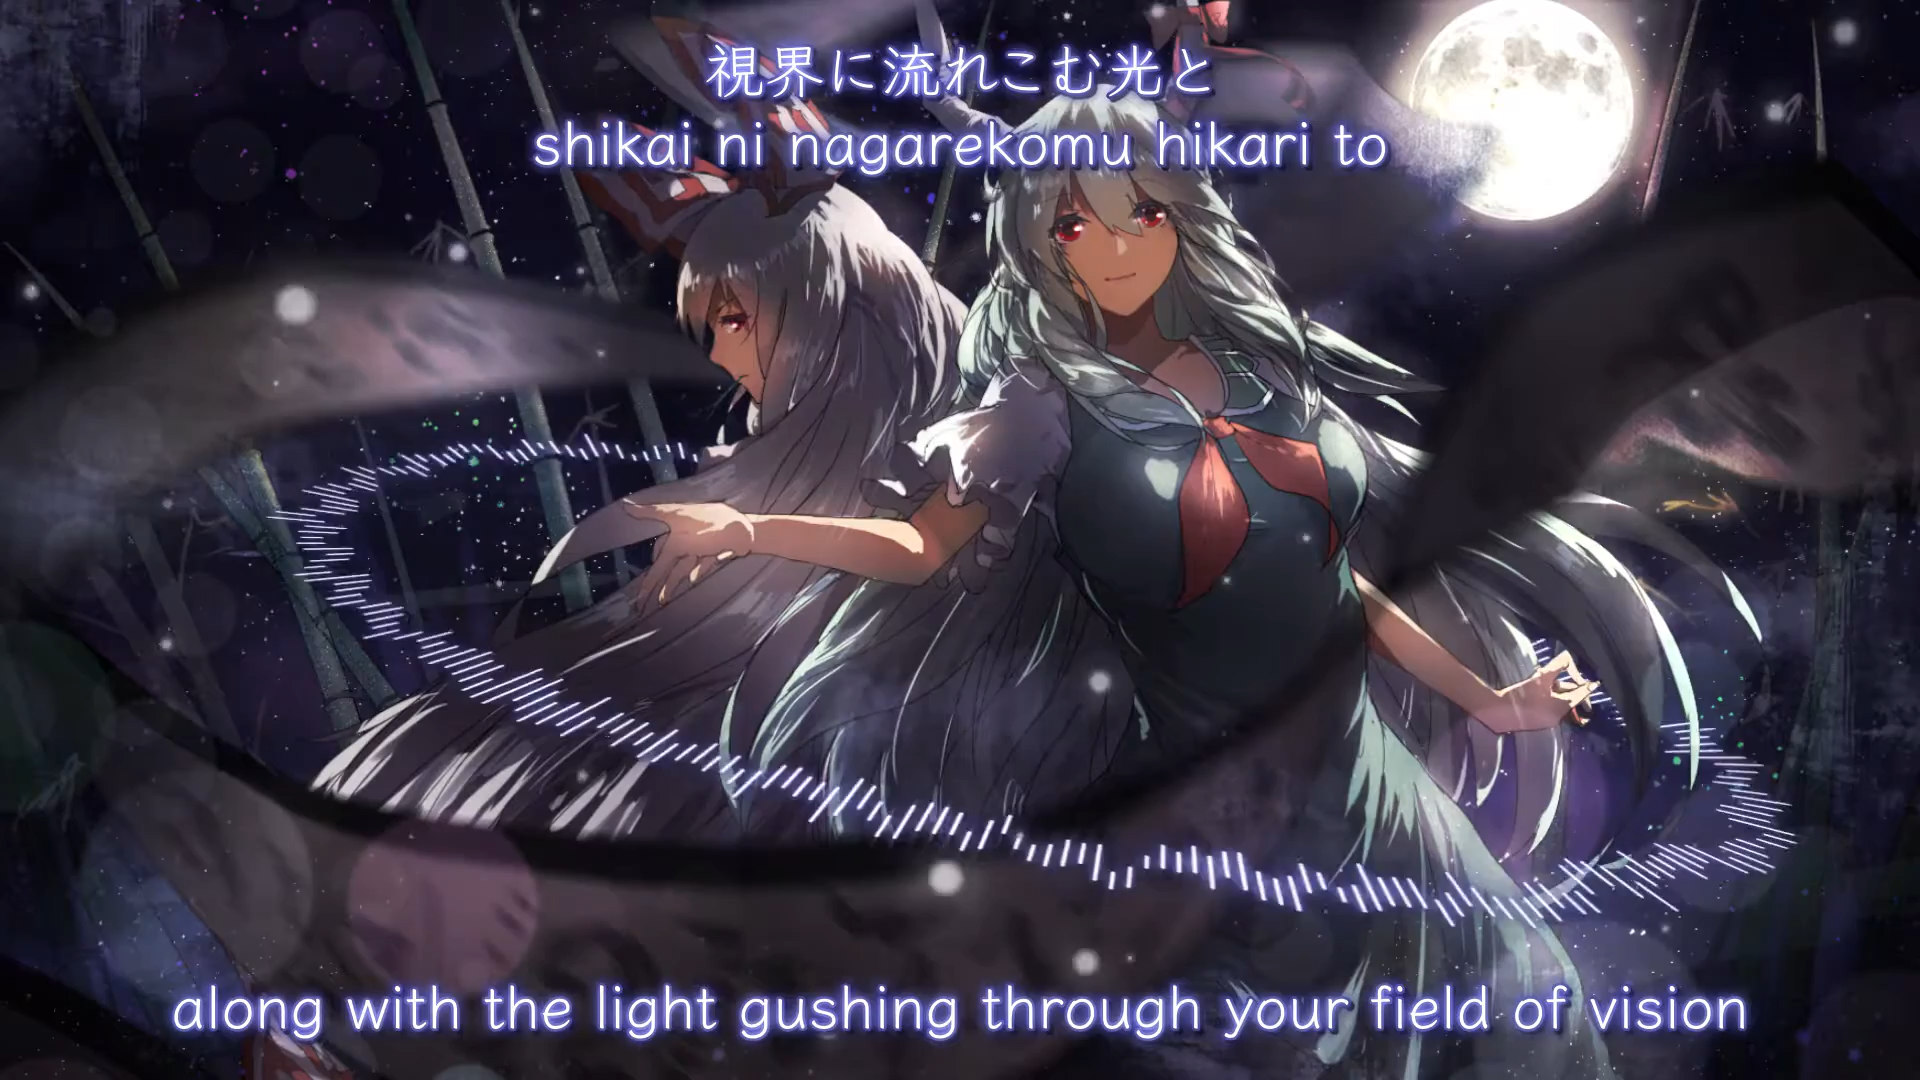 視界に流れこむ光と
shikai ni nagarekomu hikari to
along with the light gushing through your field of vision